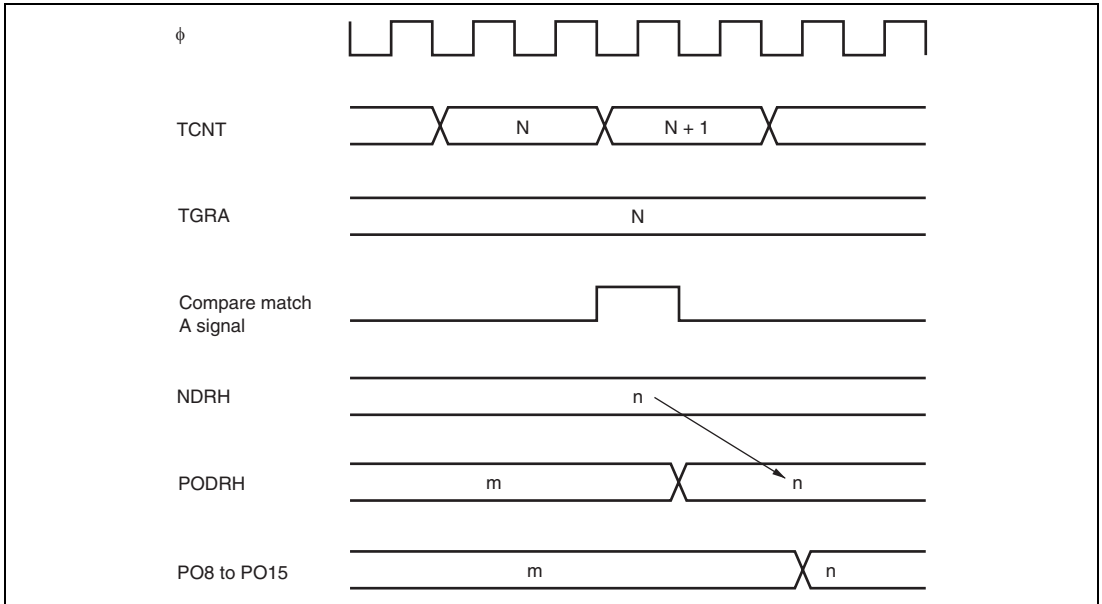 ϕ
TCNT
N
N + 1
TGRA
N
Compare match
A signal
NDRH
n
PODRH
m
n
PO8 to PO15
m
n